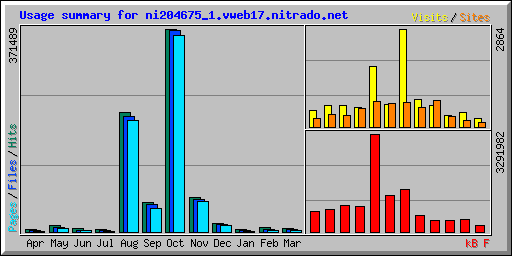 Usage summary for ni204675_1.vweb17.nitrado.net
Visits/Sites
371489
2864
Pages/Files/Hits
3291982
Apr May Jun Jul Aug Sep Oct Nov Dec Jan Feb Mar
kB F